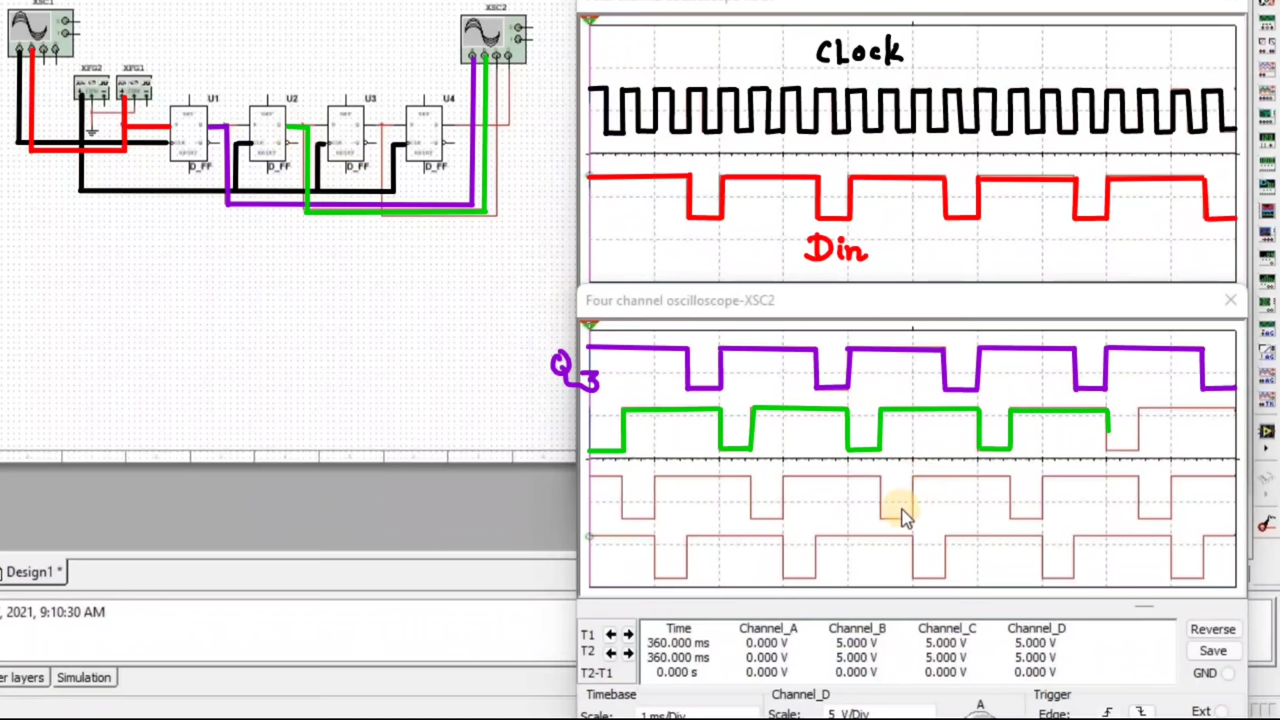 XSC2
XFG2
XFG1
U1
U2
U3
U4
D_FF
D_FF
D_FF
D_FF
CLock
Din
Four channel oscilloscope-XSC2
Q3
Design1 *
, 2021, 9:10:30 AM
er layers
Simulation
Time Channel_A Channel_B Channel_C Channel_D
T1 360.000 ms 0.000 V 5.000 V 5.000 V 5.000 V
T2 360.000 ms 0.000 V 5.000 V 5.000 V 5.000 V
T2-T1 0.000 s 0.000 V 0.000 V 0.000 V 0.000 V
Reverse
Save
GND
Timebase
Channel_D
Trigger
Scale: 1 ms/Div
Scale: 5 V/Div
A
Edge:
Ext